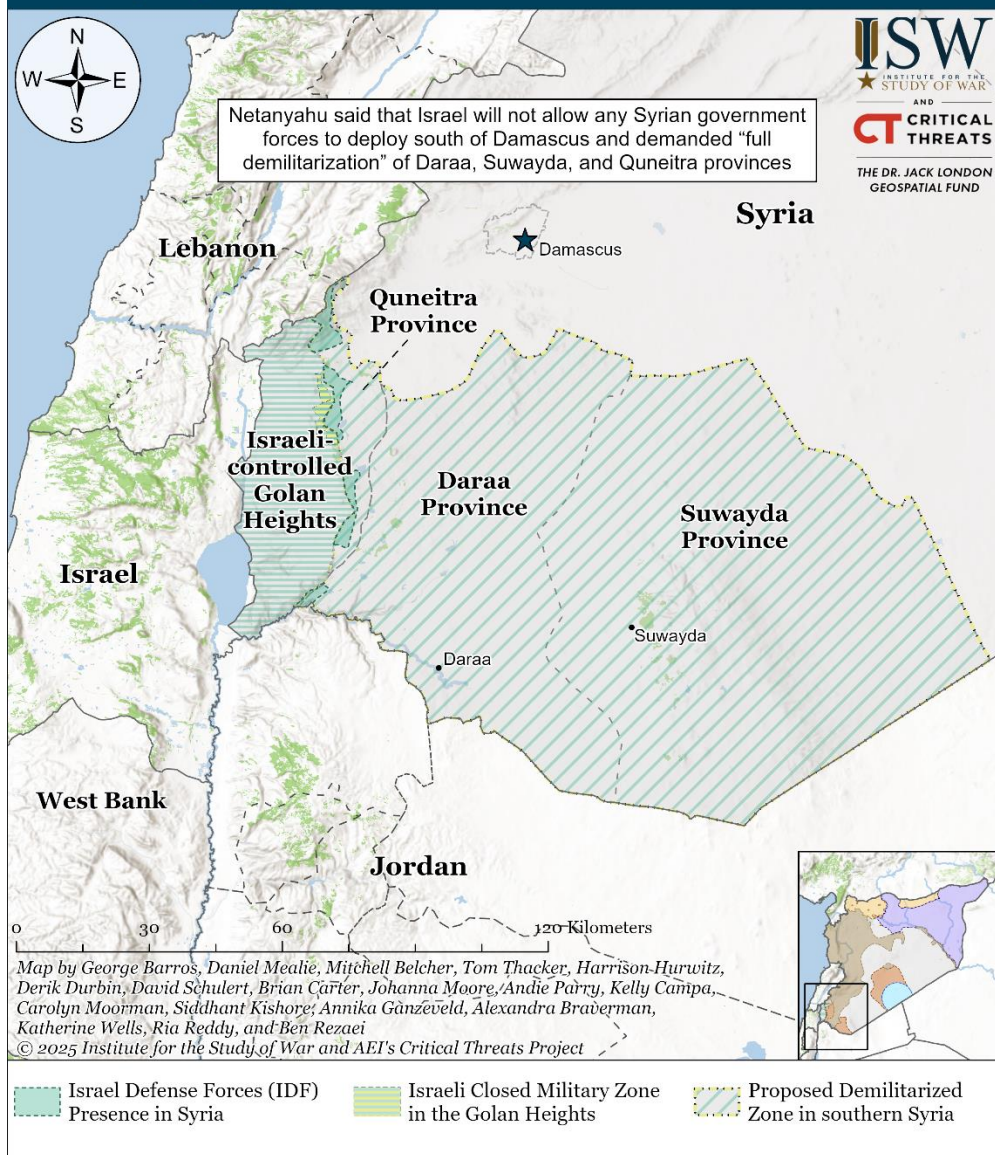 N
W E
S
Netanyahu said that Israel will not allow any Syrian government
forces to deploy south of Damascus and demanded “full
demilitarization” of Daraa, Suwayda, and Quneitra provinces
ISW
INSTITUTE FOR THE
STUDY OF WAR
AND
CT CRITICAL
THREATS
THE DR. JACK LONDON
GEOSPATIAL FUND
Syria
Lebanon
Damascus
Quneitra
Province
Israeli-
controlled
Golan
Heights
Daraa
Province
Suwayda
Province
Israel
Suwayda
Daraa
West Bank
Jordan
0 30 60 120 Kilometers
Map by George Barros, Daniel Mealie, Mitchell Belcher, Tom Thacker, Harrison Hurwitz,
Derik Durbin, David Schulert, Brian Carter, Johanna Moore, Andie Parry, Kelly Campa,
Carolyn Moorman, Siddhant Kishore, Annika Ganzeveld, Alexandra Braverman,
Katherine Wells, Ria Reddy, and Ben Rezaei
© 2025 Institute for the Study of War and AEI's Critical Threats Project
Israel Defense Forces (IDF)
Presence in Syria
Israeli Closed Military Zone
in the Golan Heights
Proposed Demilitarized
Zone in southern Syria